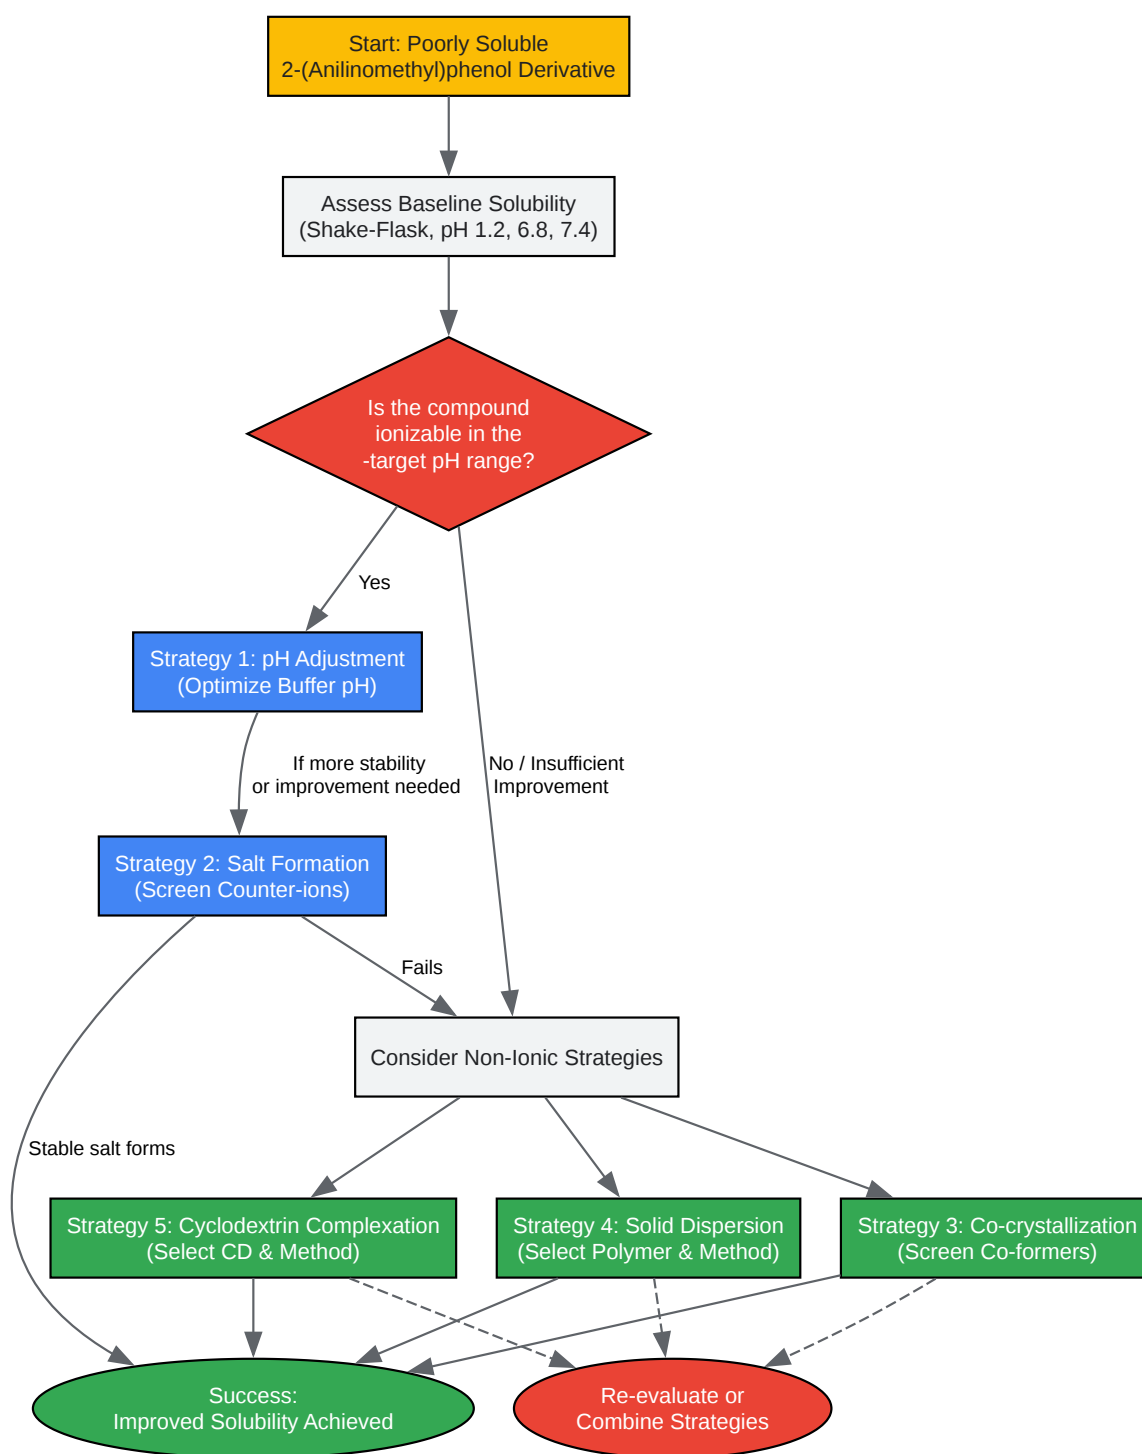 Start: Poorly Soluble
2-(Anilinomethyl)phenol Derivative
Assess Baseline Solubility
(Shake-Flask, pH 1.2, 6.8, 7.4)
Is the compound
ionizable in the
-target pH range?
Yes
Strategy 1: pH Adjustment
(Optimize Buffer pH)
If more stability
or improvement needed
No / Insufficient
Improvement
Strategy 2: Salt Formation
(Screen Counter-ions)
Fails
Consider Non-Ionic Strategies
Stable salt forms
Strategy 5: Cyclodextrin Complexation
(Select CD & Method)
Strategy 4: Solid Dispersion
(Select Polymer & Method)
Strategy 3: Co-crystallization
(Screen Co-formers)
Success:
Improved Solubility Achieved
Re-evaluate or
Combine Strategies